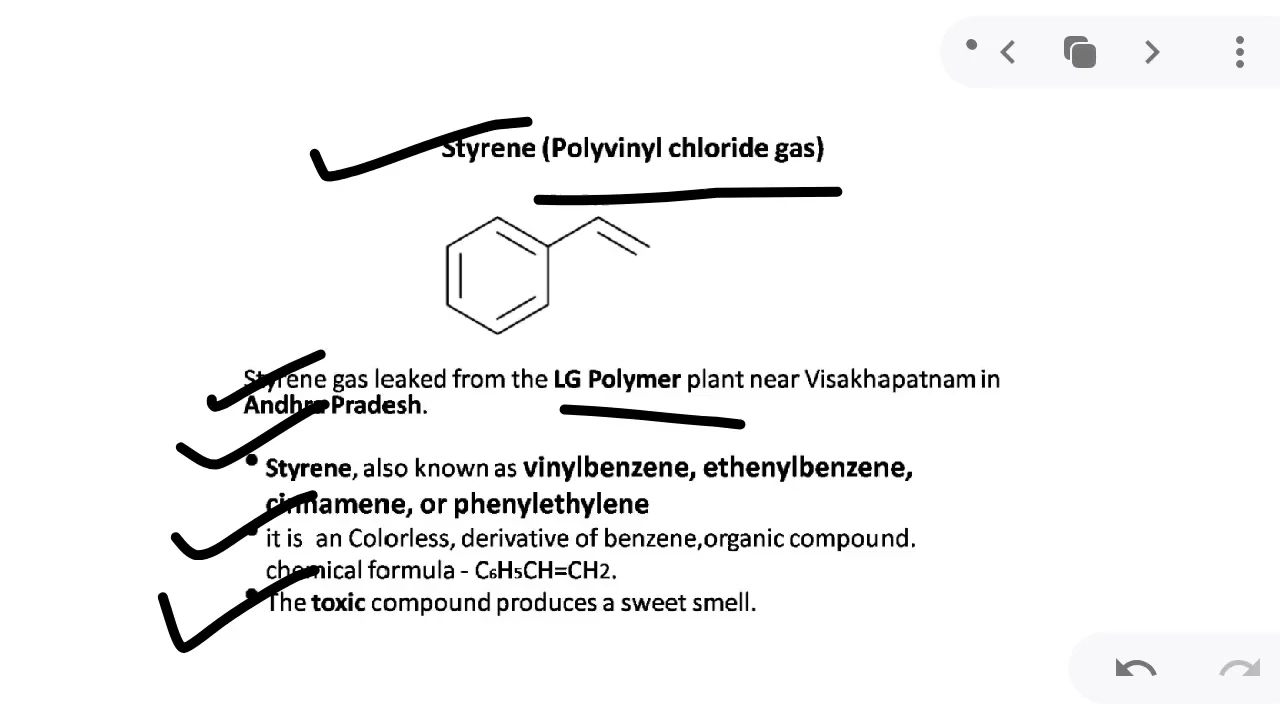 Styrene (Polyvinyl chloride gas)
Styrene gas leaked from the LG Polymer plant near Visakhapatnam in
Andhra Pradesh.
• Styrene, also known as vinylbenzene, ethenylbenzene,
cinnamene, or phenylethylene
• it is an Colorless, derivative of benzene,organic compound.
chemical formula - C₆H₅CH=CH2.
• The toxic compound produces a sweet smell.